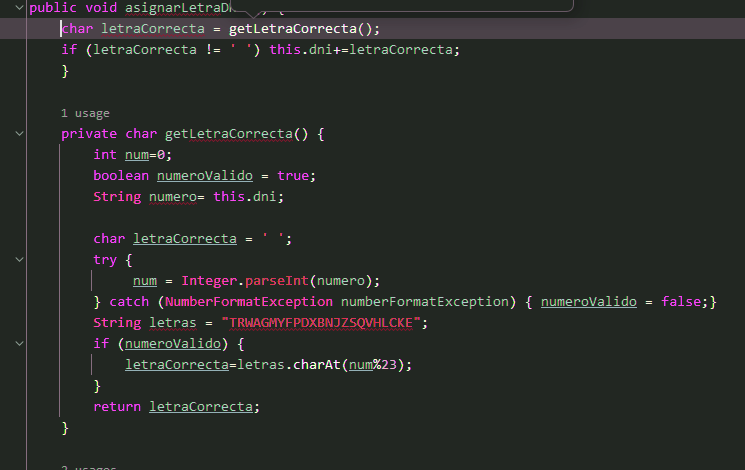 public void asignarLetraD
char letraCorrecta = getLetraCorrecta();
if (letraCorrecta != ' ') this.dni+=letraCorrecta;
}
1 usage
private char getLetraCorrecta() {
int num=0;
boolean numeroValido = true;
String numero= this.dni;
char letraCorrecta = ' ';
try {
num = Integer.parseInt(numero);
} catch (NumberFormatException numberFormatException) { numeroValido = false;}
String letras = "TRWAGMYFPDXBNJZSQVHLCKE";
if (numeroValido) {
letraCorrecta=letras.charAt(num%23);
}
return letraCorrecta;
}
2 usages